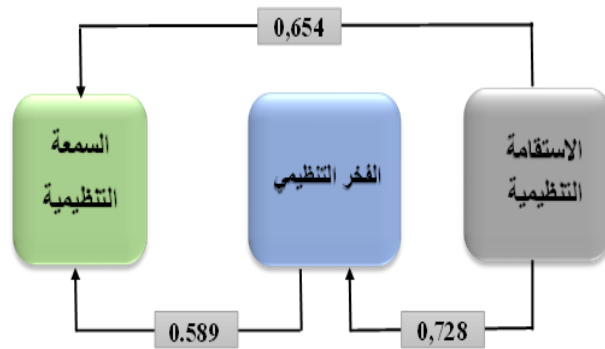 0,654
الاستقامة
التنظيمية
الفخر التنظيمي
السمعة
التنظيمية
0,728
0.589